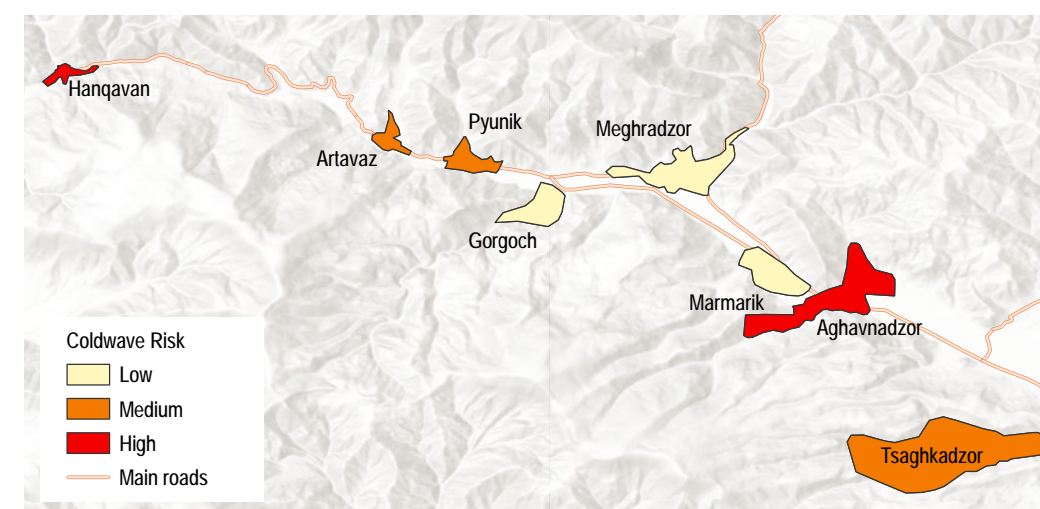 Hanqavan
Pyunik
Meghradzor
Artavaz
Gorgoch
Marmarik
Aghavnadzor
Coldwave Risk
Low
Medium
High
Main roads
Tsaghkadzor